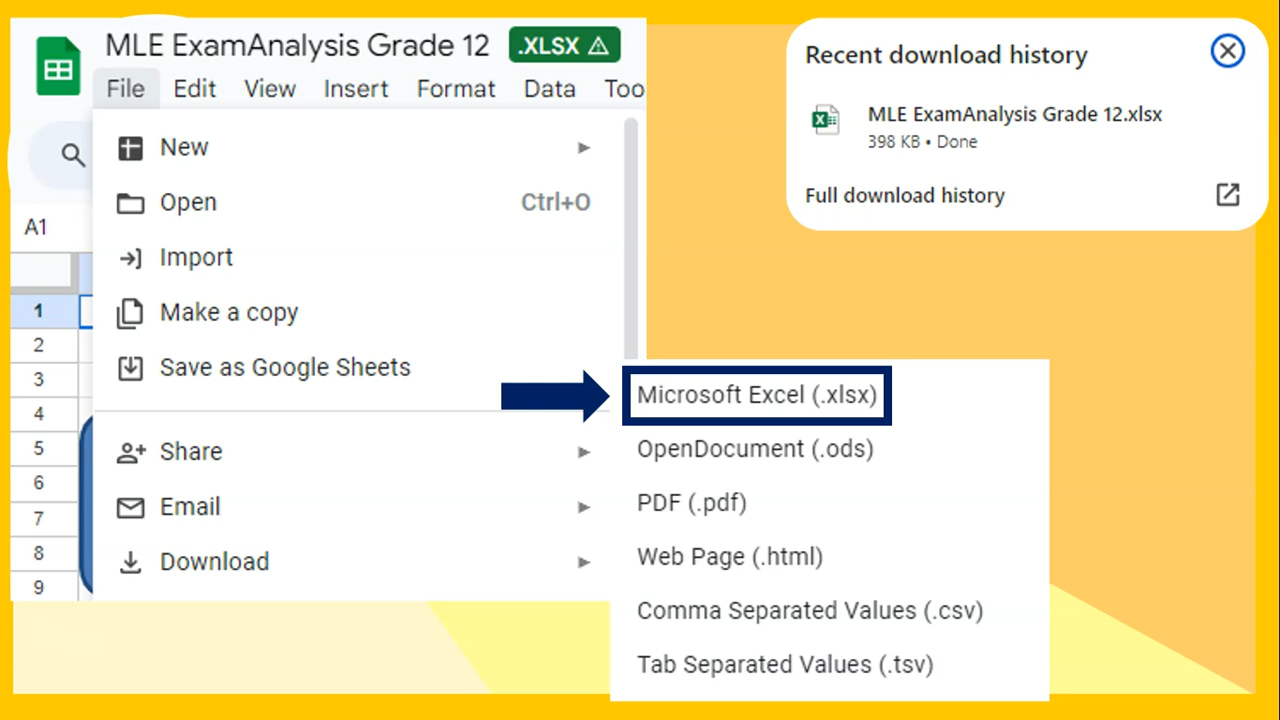 MLE ExamAnalysis Grade 12 .XLSX
File Edit View Insert Format Data Too
New
Open Ctrl+O
Import
Make a copy
Save as Google Sheets
Share
Email
Download
A1
1
2
3
4
5
6
7
8
9
Microsoft Excel (.xlsx)
OpenDocument (.ods)
PDF (.pdf)
Web Page (.html)
Comma Separated Values (.csv)
Tab Separated Values (.tsv)
Recent download history
MLE ExamAnalysis Grade 12.xlsx
398 KB • Done
Full download history